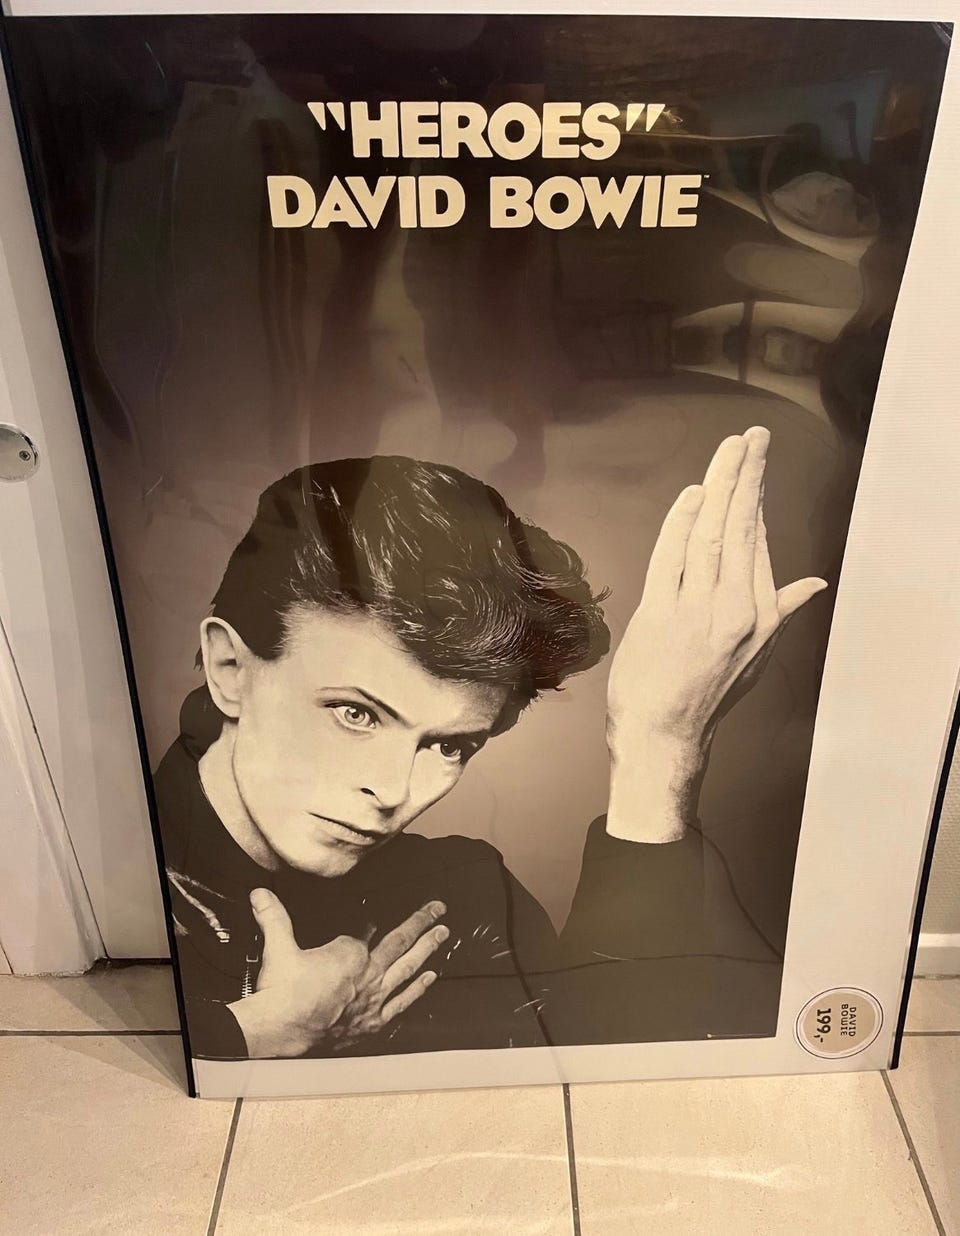 "HEROES"
DAVID BOWIE
DAVID
BOWIE
199,-